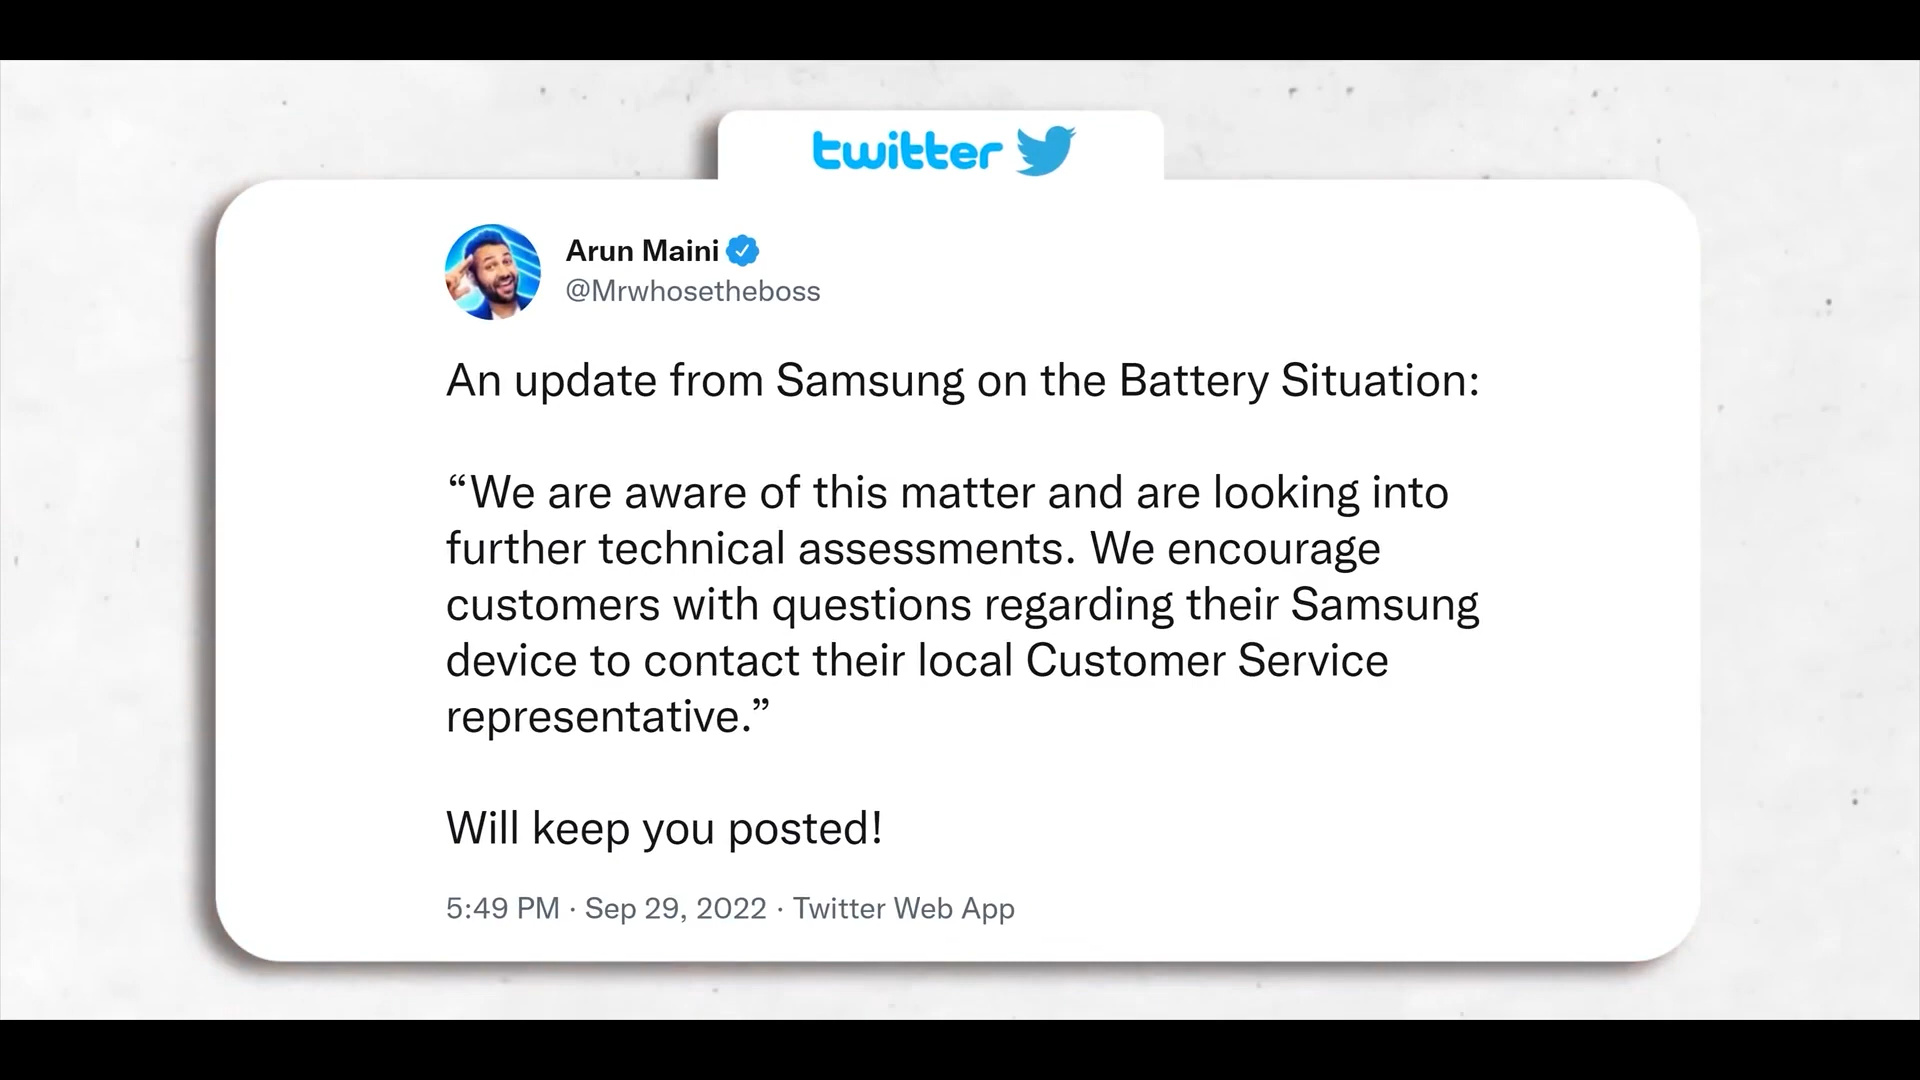 twitter
Arun Maini
@Mrwhosetheboss
An update from Samsung on the Battery Situation:
“We are aware of this matter and are looking into
further technical assessments. We encourage
customers with questions regarding their Samsung
device to contact their local Customer Service
representative.”
Will keep you posted!
5:49 PM · Sep 29, 2022 · Twitter Web App